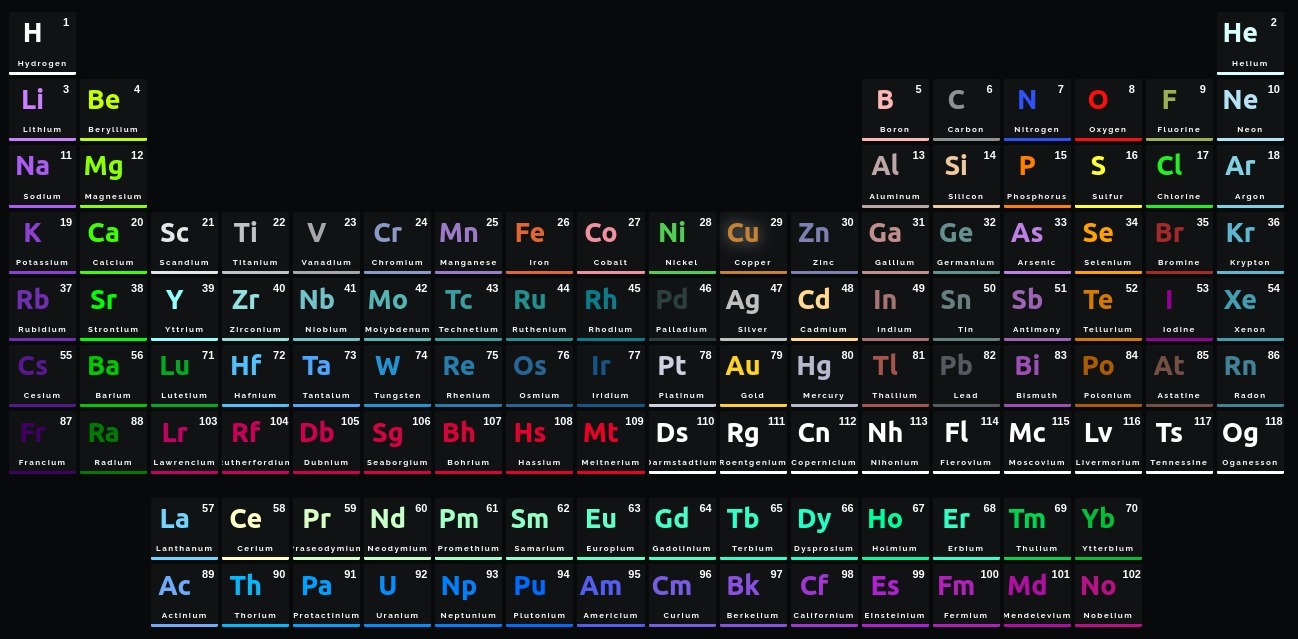 H 1 He 2
Hydrogen Helium
Li 3 Be 4 B 5 C 6 N 7 O 8 F 9 Ne 10
Lithium Beryllium Boron Carbon Nitrogen Oxygen Fluorine Neon
Na 11 Mg 12 Al 13 Si 14 P 15 S 16 Cl 17 Ar 18
Sodium Magnesium Aluminum Silicon Phosphorus Sulfur Chlorine Argon
K 19 Ca 20 Sc 21 Ti 22 V 23 Cr 24 Mn 25 Fe 26 Co 27 Ni 28 Cu 29 Zn 30 Ga 31 Ge 32 As 33 Se 34 Br 35 Kr 36
Potassium Calcium Scandium Titanium Vanadium Chromium Manganese Iron Cobalt Nickel Copper Zinc Gallium Germanium Arsenic Selenium Bromine Krypton
Rb 37 Sr 38 Y 39 Zr 40 Nb 41 Mo 42 Tc 43 Ru 44 Rh 45 Pd 46 Ag 47 Cd 48 In 49 Sn 50 Sb 51 Te 52 I 53 Xe 54
Rubidium Strontium Yttrium Zirconium Niobium Molybdenum Technetium Ruthenium Rhodium Palladium Silver Cadmium Indium Tin Antimony Tellurium Iodine Xenon
Cs 55 Ba 56 Lu 71 Hf 72 Ta 73 W 74 Re 75 Os 76 Ir 77 Pt 78 Au 79 Hg 80 Tl 81 Pb 82 Bi 83 Po 84 At 85 Rn 86
Cesium Barium Lutetium Hafnium Tantalum Tungsten Rhenium Osmium Iridium Platinum Gold Mercury Thallium Lead Bismuth Polonium Astatine Radon
Fr 87 Ra 88 Lr 103 Rf 104 Db 105 Sg 106 Bh 107 Hs 108 Mt 109 Ds 110 Rg 111 Cn 112 Nh 113 Fl 114 Mc 115 Lv 116 Ts 117 Og 118
Francium Radium Lawrencium utherfordium Dubnium Seaborgium Bohrium Hassium Meitnerium Darmstadtium Roentgenium Copernicium Nihonium Flerovium Moscovium Livermorium Tennessine Oganesson
La 57 Ce 58 Pr 59 Nd 60 Pm 61 Sm 62 Eu 63 Gd 64 Tb 65 Dy 66 Ho 67 Er 68 Tm 69 Yb 70
Lanthanum Cerium raseodymium Neodymium Promethium Samarium Europium Gadolinium Terbium Dysprosium Holmium Erbium Thulium Ytterbium
Ac 89 Th 90 Pa 91 U 92 Np 93 Pu 94 Am 95 Cm 96 Bk 97 Cf 98 Es 99 Fm 100 Md 101 No 102
Actinium Thorium Protactinium Uranium Neptunium Plutonium Americium Curium Berkelium Californium Einsteinium Fermium Mendelevium Nobelium